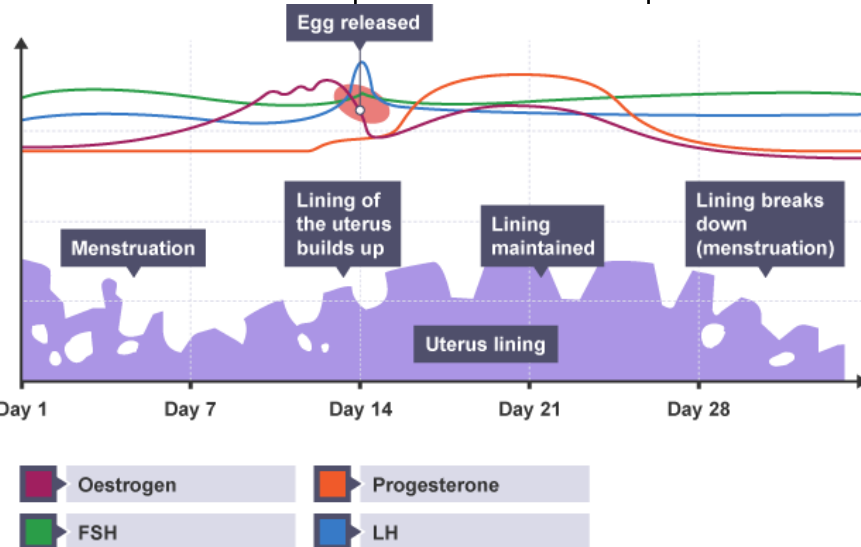 Egg released
Lining of
the uterus
builds up
Lining
maintained
Lining breaks
down
(menstruation)
Menstruation
Uterus lining
Day 1
Day 7
Day 14
Day 21
Day 28
Oestrogen
Progesterone
FSH
LH